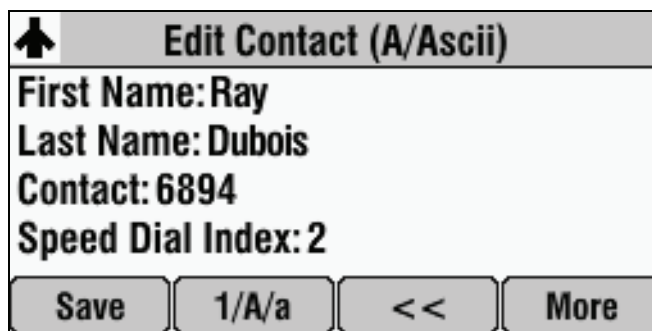 Edit Contact (A/Ascii)
First Name: Ray
Last Name: Dubois
Contact: 6894
Speed Dial Index: 2
Save 1/A/a << More